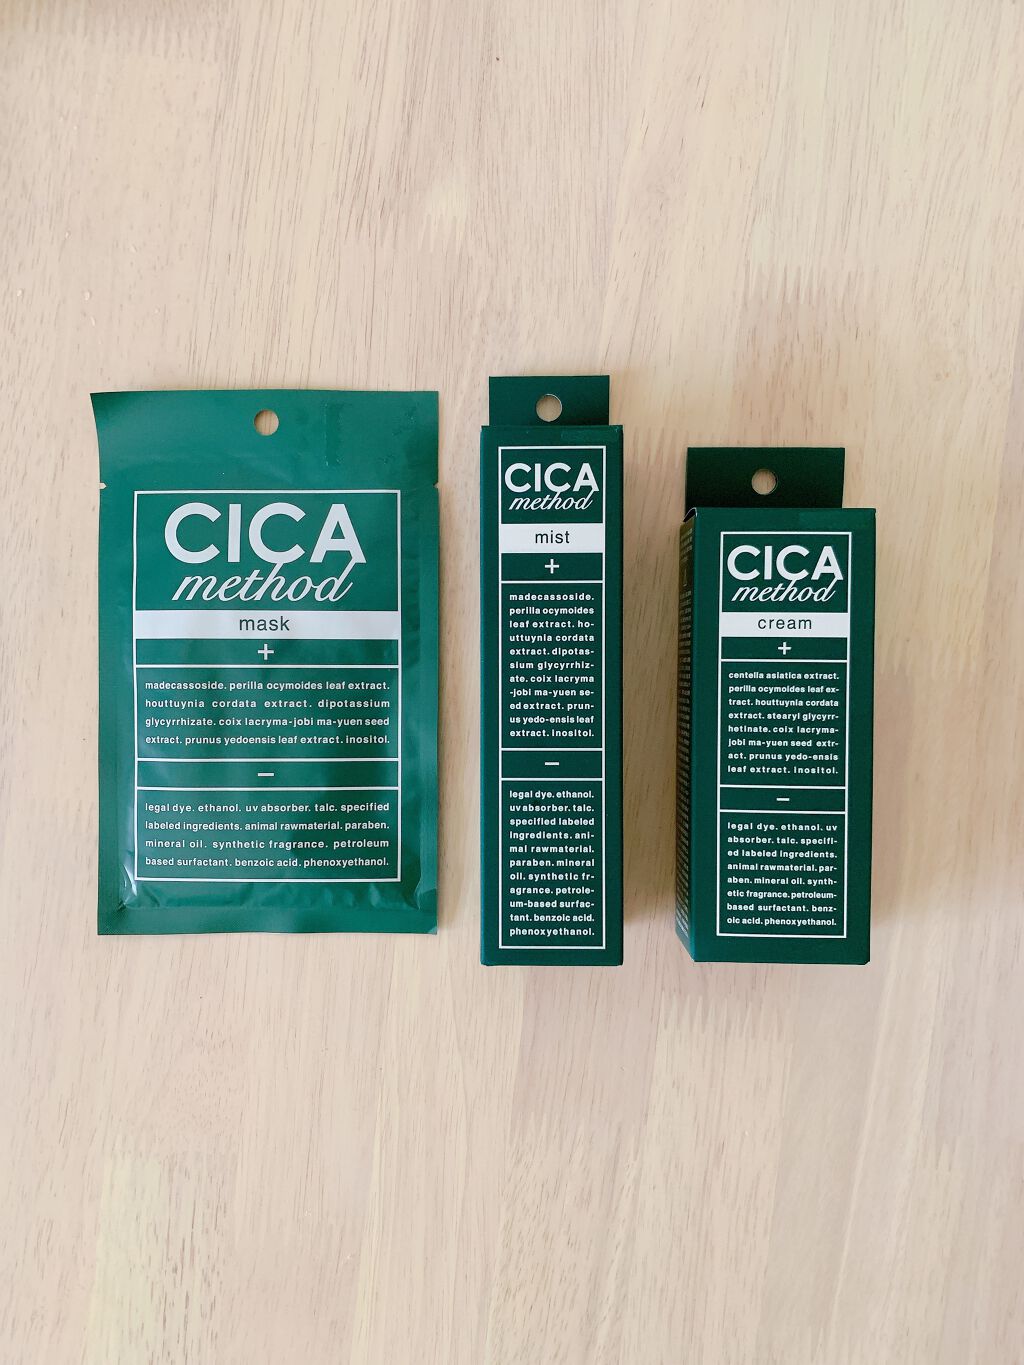 CICA
method
mask
+
madecassoside. perilla ocymoides leaf extract.
houttuynia cordata extract. dipotassium
glycyrrhizate. coix lacryma-jobi ma-yuen seed
extract. prunus yedoensis leaf extract. inositol.
−
legal dye. ethanol. uv absorber. talc. specified
labeled ingredients. animal rawmaterial. paraben.
mineral oil. synthetic fragrance. petroleum
based surfactant. benzoic acid. phenoxyethanol.
CICA
method
mist
+
madecassoside.
perilla ocymoides
leaf extract. ho-
uttuynia cordata
extract. dipotas-
sium glycyrrhiz-
ate. coix lacryma
-jobi ma-yuen se-
ed extract. prun-
us yedo-ensis leaf
extract. inositol.
−
legal dye. ethanol.
uv absorber. talc.
specified labeled
ingredients. ani-
mal rawmaterial.
paraben. mineral
oil. synthetic fr-
agrance. petrole-
um-based surfac-
tant. benzoic acid.
phenoxyethanol.
CICA
method
cream
+
centella asiatica extract.
perilla ocymoides leaf ex-
tract. houttuynia cordata
extract. stearyl glycyrr-
hetinate. coix lacryma-
jobi ma-yuen seed extr-
act. prunus yedo-ensis
leaf extract. inositol.
−
legal dye. ethanol. uv
absorber. talc. specifi-
ed labeled ingredients.
animal rawmaterial. par-
aben. mineral oil. synth-
etic fragrance. petroleum-
based surfactant. benz-
oic acid. phenoxyethanol.